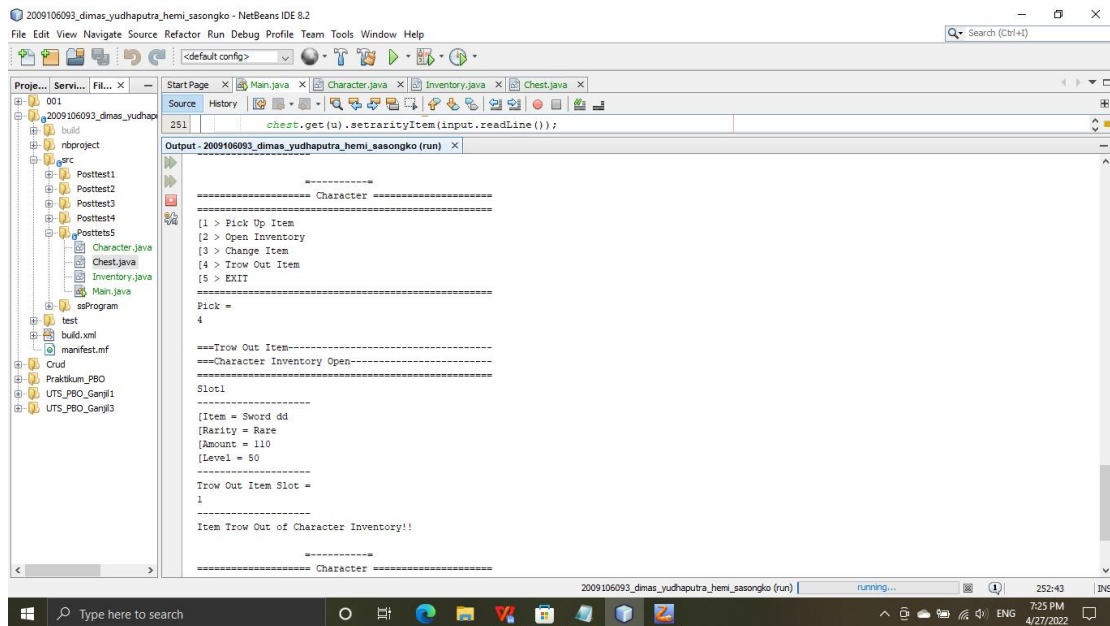 2009106093_dimas_yudhaputra_hemi_sasongko - NetBeans IDE 8.2
File Edit View Navigate Source Refactor Run Debug Profile Team Tools Window Help
Search (Ctrl+I)
<default config>
Proje... Servi... Fil... X
Start Page X Main.java X Character.java X Inventory.java X Chest.java X
Source History
001
2009106093_dimas_yudhap
build
nbproject
src
Posttest1
Posttest2
Posttest3
Posttest4
Posttets5
Character.java
Chest.java
Inventory.java
Main.java
ssProgram
test
build.xml
manifest.mf
Crud
Praktikum_PBO
UTS_PBO_Ganjil1
UTS_PBO_Ganjil3
251 chest.get(u).setrarityItem(input.readLine());
Output - 2009106093_dimas_yudhaputra_hemi_sasongko (run) X
====================
=----------=
==================== Character =====================
====================================================
[1 > Pick Up Item
[2 > Open Inventory
[3 > Change Item
[4 > Trow Out Item
[5 > EXIT
====================================================
Pick =
4
===Trow Out Item------------------------------------
===Character Inventory Open-------------------------
====================================================
Slot1
--------------------
[Item = Sword dd
[Rarity = Rare
[Amount = 110
[Level = 50
--------------------
Trow Out Item Slot =
1
--------------------
Item Trow Out of Character Inventory!!
=----------=
==================== Character =====================
2009106093_dimas_yudhaputra_hemi_sasongko (run) running... 1 252:43 INS
Type here to search
ENG
7:25 PM
4/27/2022